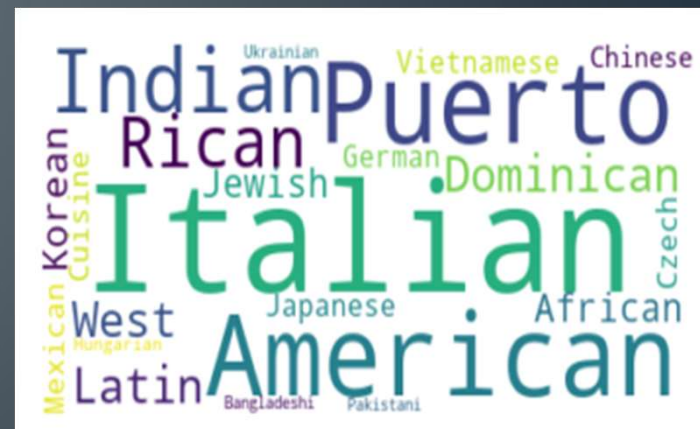 Ukrainian
Indian
Vietnamese
Chinese
Puerto
Rican
German
Korean
Cuisine
Jewish
Dominican
Italian
Czech
Mexican
West
Japanese
African
Hungarian
American
Latin
Bangladeshi
Pakistani